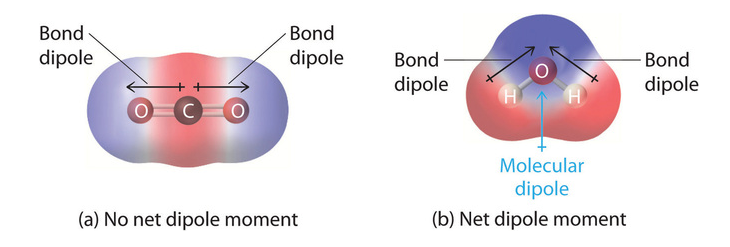 Bond
dipole
Bond
dipole
O
C
O
(a) No net dipole moment
Bond
dipole
Bond
dipole
O
H
H
Molecular
dipole
(b) Net dipole moment